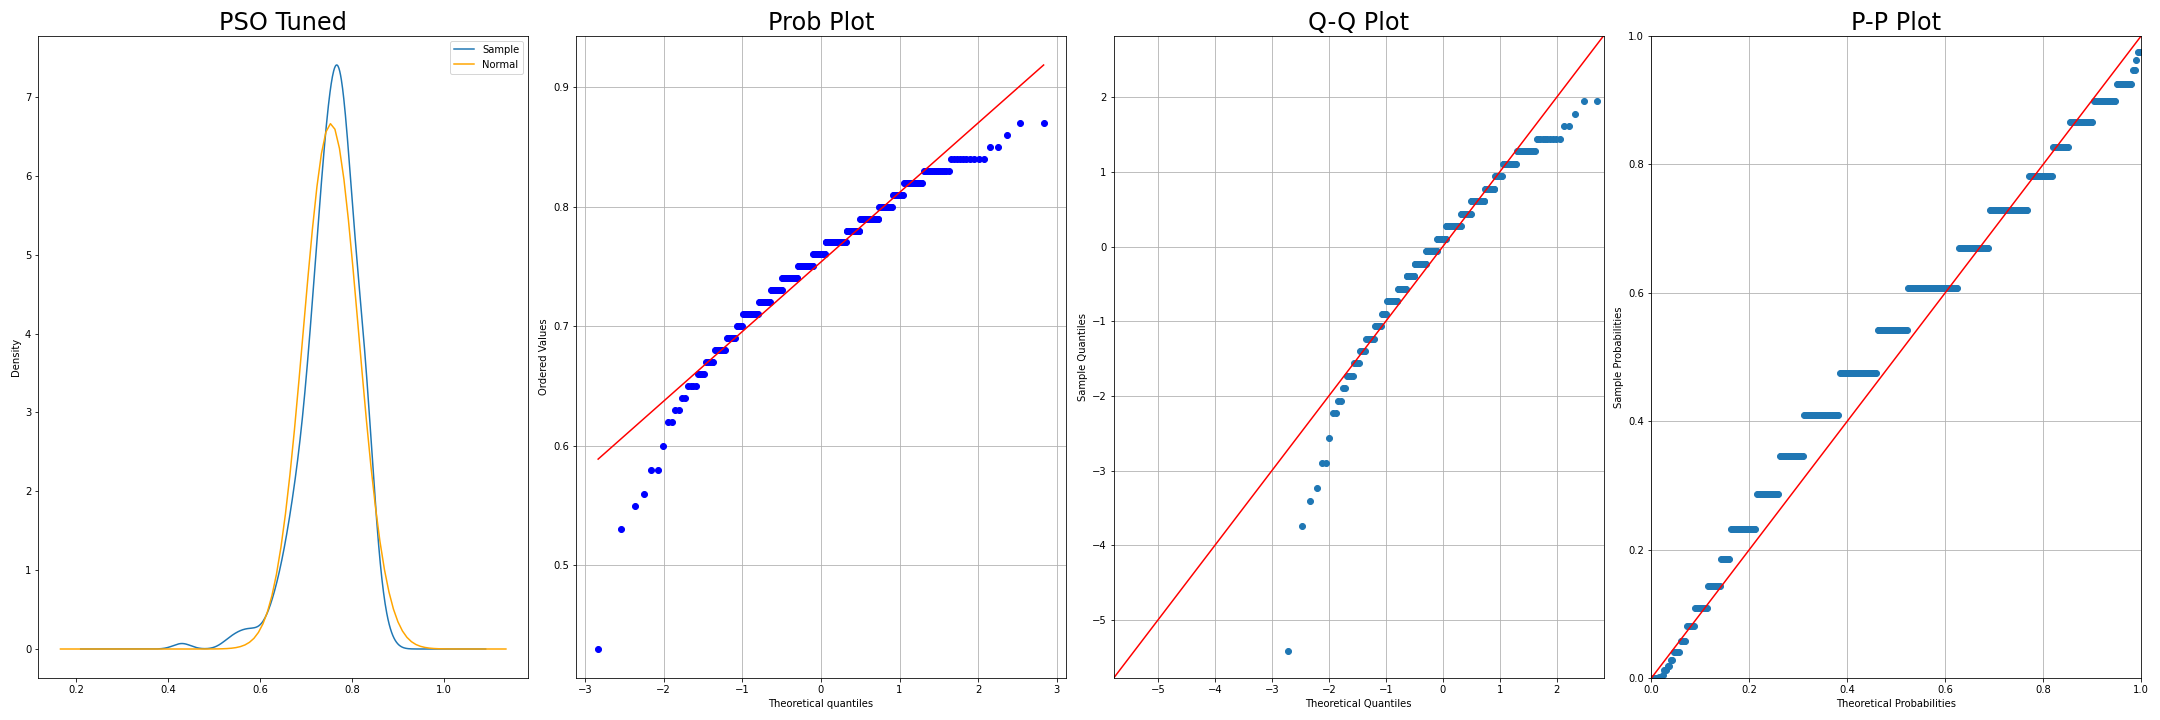 PSO Tuned
Sample
Normal
7
6
5
4
3
2
1
0
Density
0.2 0.4 0.6 0.8 1.0
Prob Plot
0.9
0.8
0.7
0.6
0.5
Ordered Values
−3 −2 −1 0 1 2 3
Theoretical quantiles
Q-Q Plot
2
1
0
−1
−2
−3
−4
−5
Sample Quantiles
−5 −4 −3 −2 −1 0 1 2
Theoretical Quantiles
P-P Plot
1.0
0.8
0.6
0.4
0.2
0.0
Sample Probabilities
0.0 0.2 0.4 0.6 0.8 1.0
Theoretical Probabilities